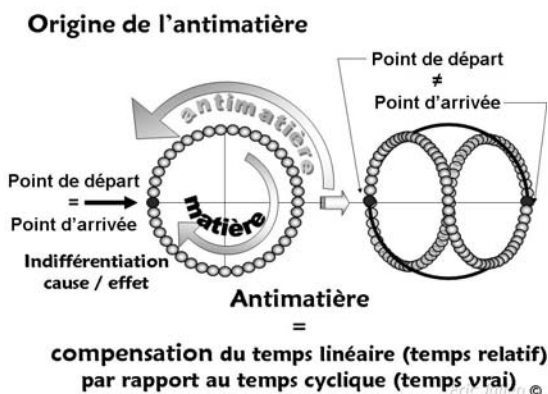 Origine de l'antimatière
Point de départ
≠
Point d'arrivée
antimatière
Point de départ
=
Point d'arrivée
matière
Indifférentiation
cause / effet
Antimatière
=
compensation du temps linéaire (temps relatif)
par rapport au temps cyclique (temps vrai)
©